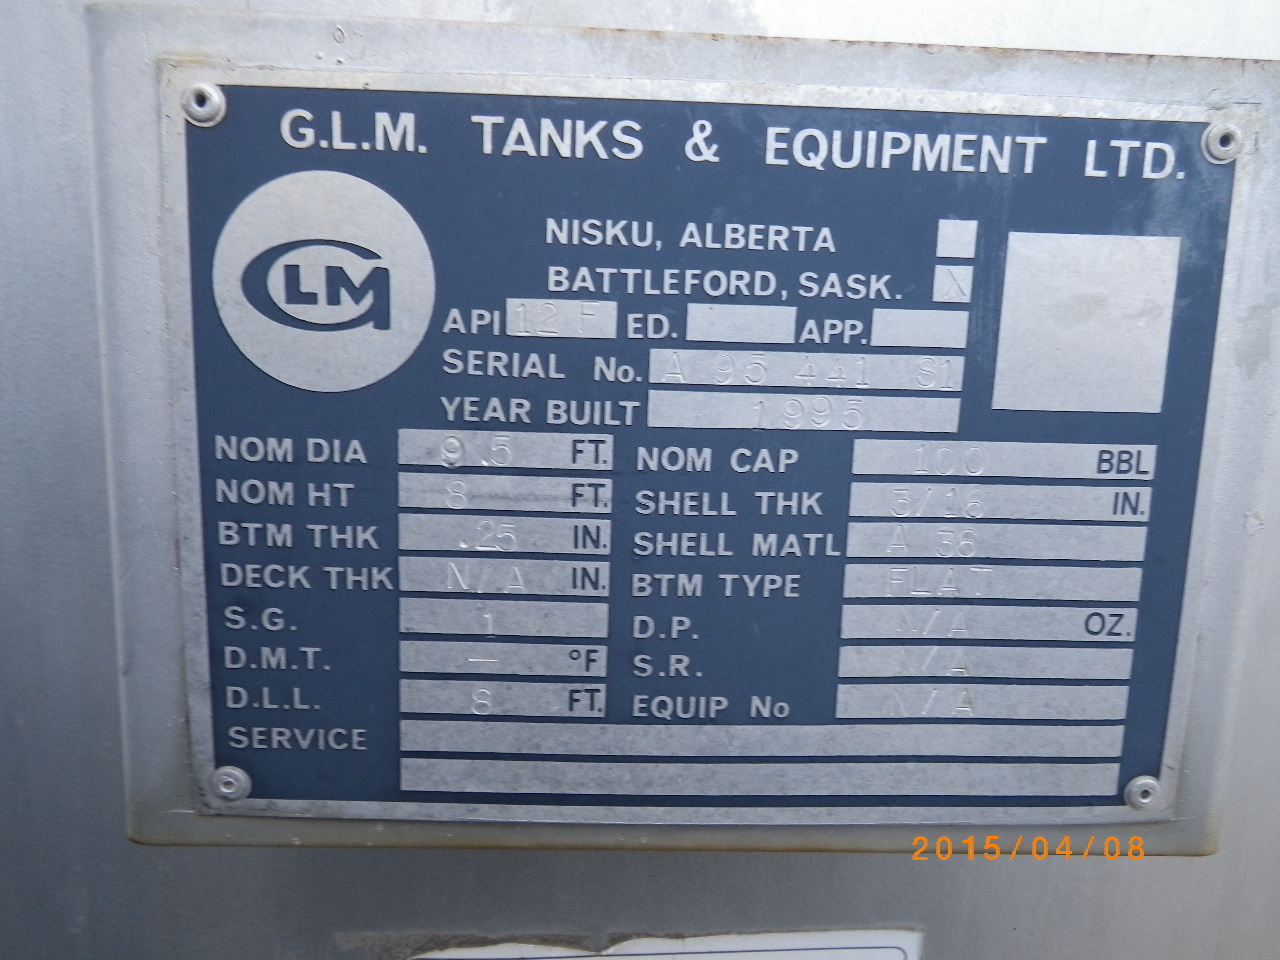 G.L.M. TANKS & EQUIPMENT LTD.
GLM
NISKU, ALBERTA
BATTLEFORD, SASK. X
API 12 F ED. APP.
SERIAL No. A 95 441 S1
YEAR BUILT 1995
NOM DIA 9.5 FT. NOM CAP 100 BBL
NOM HT 8 FT. SHELL THK 3/16 IN.
BTM THK .25 IN. SHELL MATL A 36
DECK THK N/A IN. BTM TYPE FLAT
S.G. 1 D.P. N/A OZ.
D.M.T. — °F S.R. N/A
D.L.L. 8 FT. EQUIP No N/A
SERVICE
2015/04/08